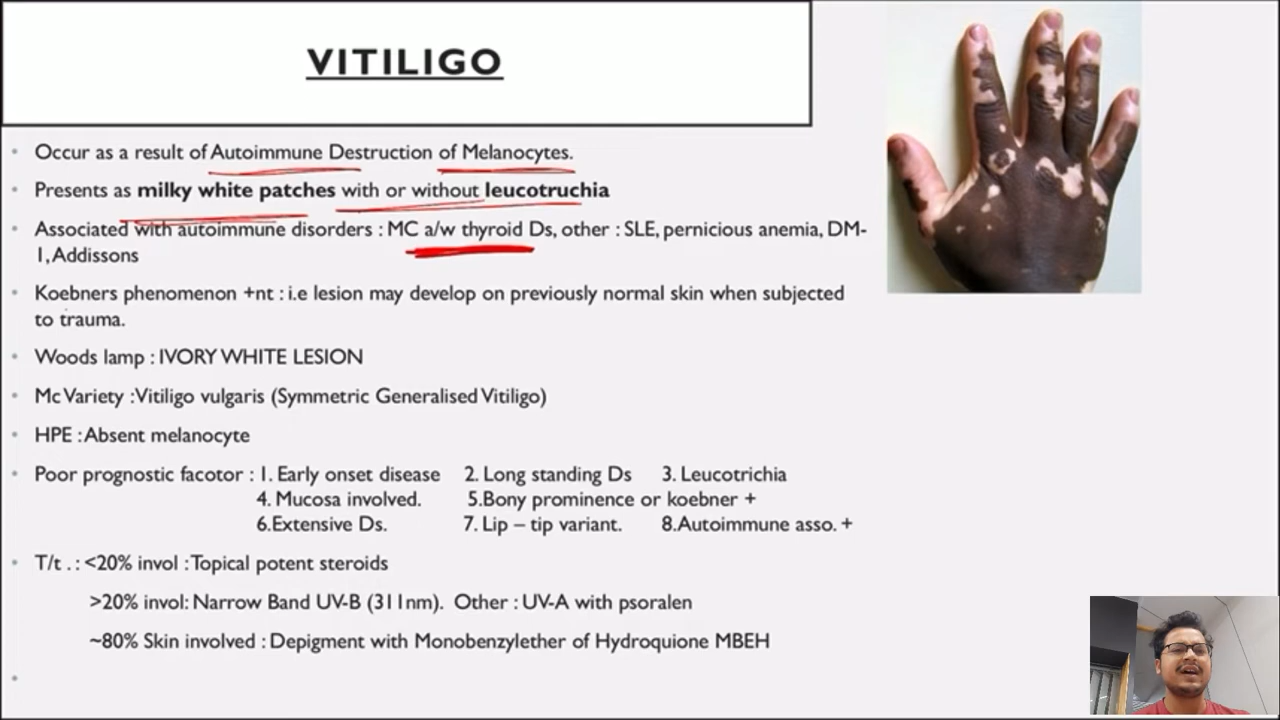 VITILIGO
Occur as a result of Autoimmune Destruction of Melanocytes.
Presents as milky white patches with or without leucotruchia
Associated with autoimmune disorders : MC a/w thyroid Ds, other : SLE, pernicious anemia, DM-
1, Addissons
Koebners phenomenon +nt : i.e lesion may develop on previously normal skin when subjected
to trauma.
Woods lamp : IVORY WHITE LESION
Mc Variety : Vitiligo vulgaris (Symmetric Generalised Vitiligo)
HPE : Absent melanocyte
Poor prognostic facotor : 1. Early onset disease 2. Long standing Ds 3. Leucotrichia
4. Mucosa involved. 5.Bony prominence or koebner +
6.Extensive Ds. 7. Lip – tip variant. 8.Autoimmune asso. +
T/t . : <20% invol : Topical potent steroids
>20% invol: Narrow Band UV-B (311nm). Other : UV-A with psoralen
~80% Skin involved : Depigment with Monobenzylether of Hydroquione MBEH